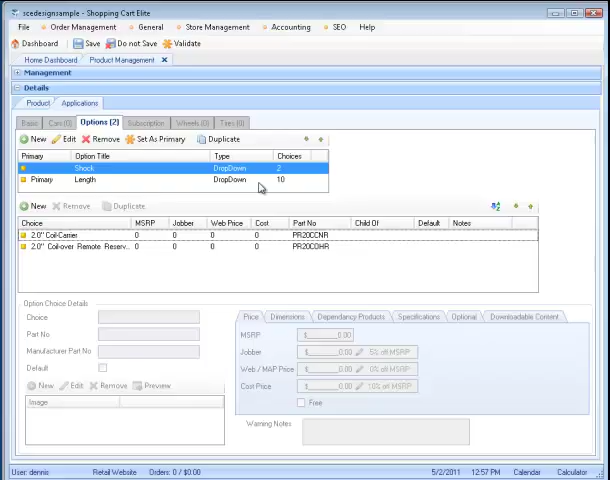 scedesignsample - Shopping Cart Elite
File Order Management General Store Management Accounting SEO Help
Dashboard Save Do not Save Validate
Home Dashboard Product Management
Management
Details
Product Applications
Basic Cars (0) Options (2) Subscription Wheels (0) Tires (0)
New Edit Remove Set As Primary Duplicate
Primary Option Title Type Choices
Shock DropDown 2
Primary Length DropDown 10
New Remove Duplicate
Choice MSRP Jobber Web Price Cost Part No Child Of Default Notes
2.0" Coil-Carrier 0 0 0 0 PR20CCNR
2.0" Coil-over Remote Reserv... 0 0 0 0 PR20COHR
Option Choice Details
Choice
Part No
Manufacturer Part No
Default
New Edit Remove Preview
Image
Price Dimensions Dependancy Products Specifications Optional Downloadable Content
MSRP $______0.00
Jobber $______0.00 5% off MSRP
Web / MAP Price $______0.00 0% off MSRP
Cost Price $______0.00 10% off MSRP
Free
Warning Notes
User: dennis Retail Website Orders: 0 / $0.00 5/2/2011 12:57 PM Calendar Calculator